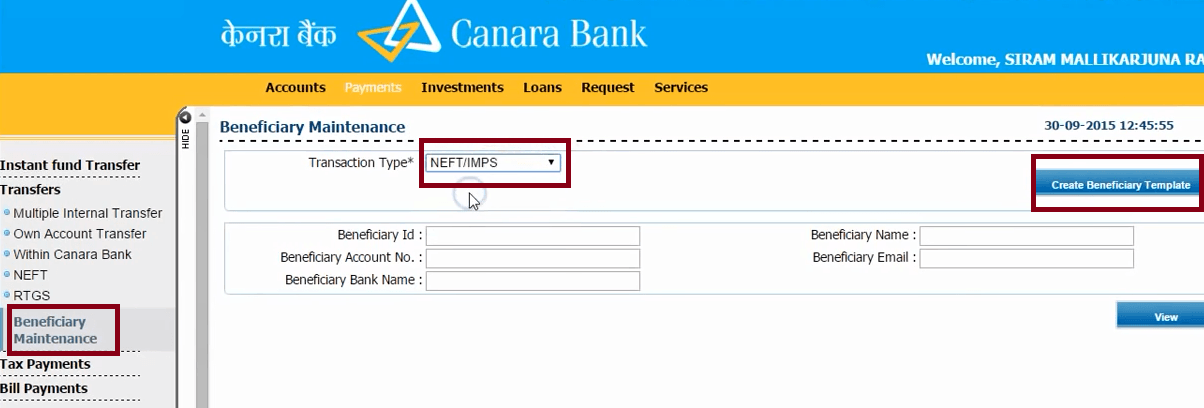 केनरा बैंक Canara Bank
Welcome, SIRAM MALLIKARJUNA RA
Accounts Payments Investments Loans Request Services
HIDE
Beneficiary Maintenance 30-09-2015 12:45:55
Instant fund Transfer
Transaction Type* NEFT/IMPS
Create Beneficiary Template
Transfers
Multiple Internal Transfer
Own Account Transfer
Within Canara Bank
NEFT
RTGS
Beneficiary
Maintenance
Tax Payments
Bill Payments
Beneficiary Id : Beneficiary Name :
Beneficiary Account No. : Beneficiary Email :
Beneficiary Bank Name :
View